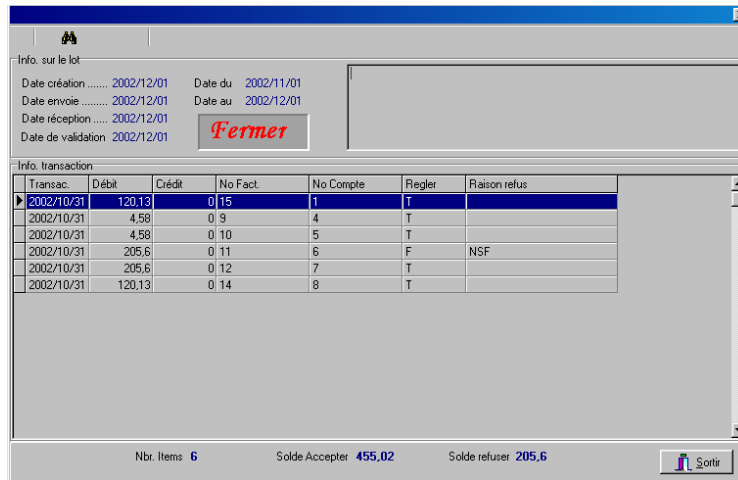 Info. sur le lot
Date création ....... 2002/12/01 Date du 2002/11/01
Date envoie ......... 2002/12/01 Date au 2002/12/01
Date réception ..... 2002/12/01
Date de validation 2002/12/01
Fermer
Info. transaction
Transac. Débit Crédit No Fact. No Compte Regler Raison refus
2002/10/31 120,13 0 15 1 T
2002/10/31 4,58 0 9 4 T
2002/10/31 4,58 0 10 5 T
2002/10/31 205,6 0 11 6 F NSF
2002/10/31 205,6 0 12 7 T
2002/10/31 120,13 0 14 8 T
Nbr. Items 6 Solde Accepter 455,02 Solde refuser 205,6 Sortir